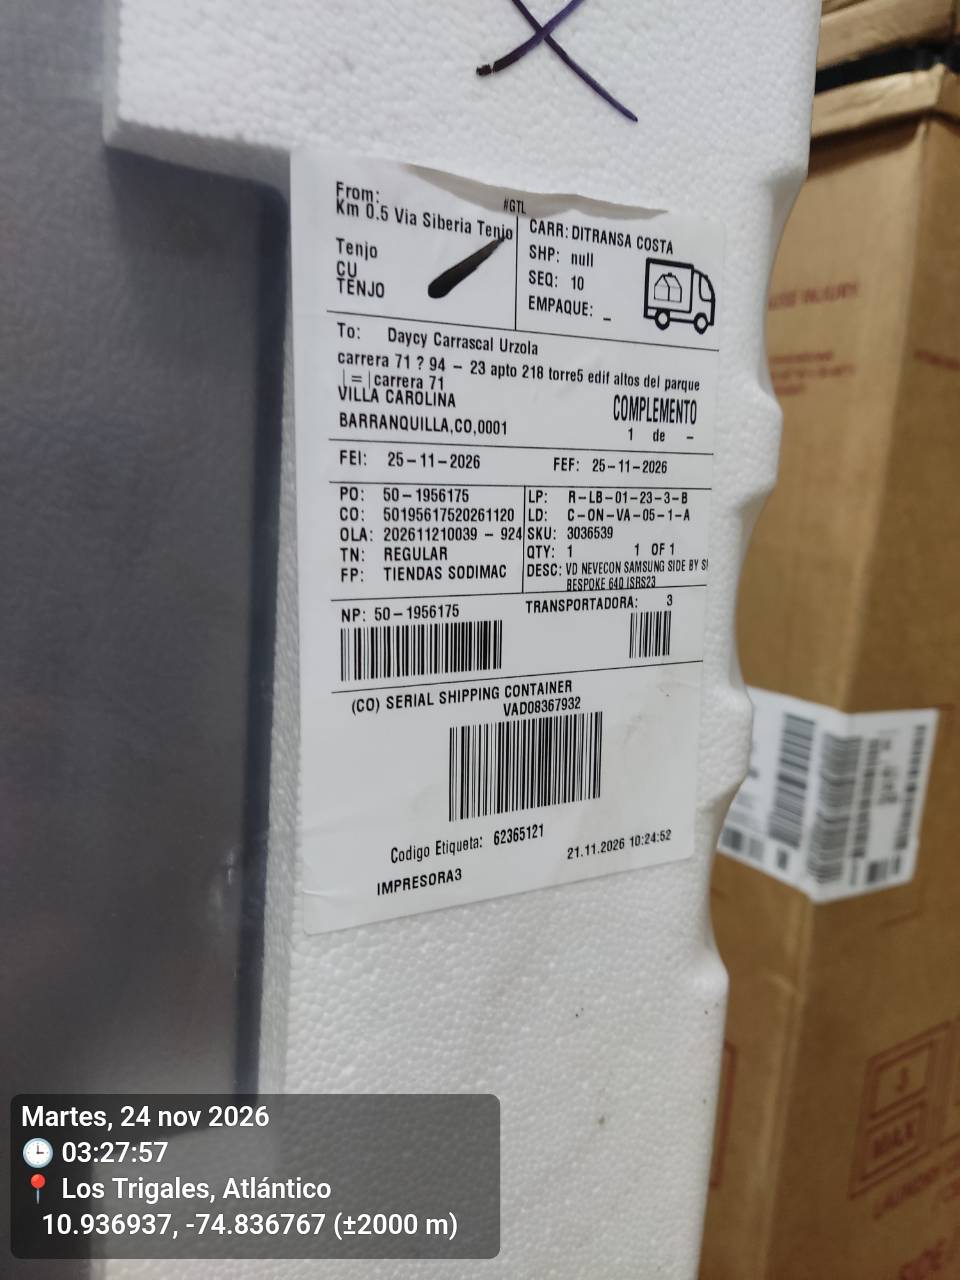 #GTL
From:
Km 0.5 Via Siberia Tenjo
Tenjo
CU
TENJO
CARR: DITRANSA COSTA
SHP: null
SEQ: 10
EMPAQUE: _
To: Daycy Carrascal Urzola
carrera 71 ? 94 – 23 apto 218 torre5 edif altos del parque
|=|carrera 71
VILLA CAROLINA
BARRANQUILLA,CO,0001
COMPLEMENTO
1 de -
FEI: 25-11-2026 FEF: 25-11-2026
PO: 50-1956175
CO: 50195617520261120
OLA: 202611210039 - 924
TN: REGULAR
FP: TIENDAS SODIMAC
LP: R-LB-01-23-3-B
LD: C-ON-VA-05-1-A
SKU: 3036539
QTY: 1 1 OF 1
DESC: VD NEVECON SAMSUNG SIDE BY
BESPOKE 640 lSRS23
NP: 50-1956175
TRANSPORTADORA: 3
(CO) SERIAL SHIPPING CONTAINER
VAD08367932
Codigo Etiqueta: 62365121
21.11.2026 10:24:52
IMPRESORA3
MAX
Martes, 24 nov 2026
03:27:57
Los Trigales, Atlántico
10.936937, -74.836767 (±2000 m)